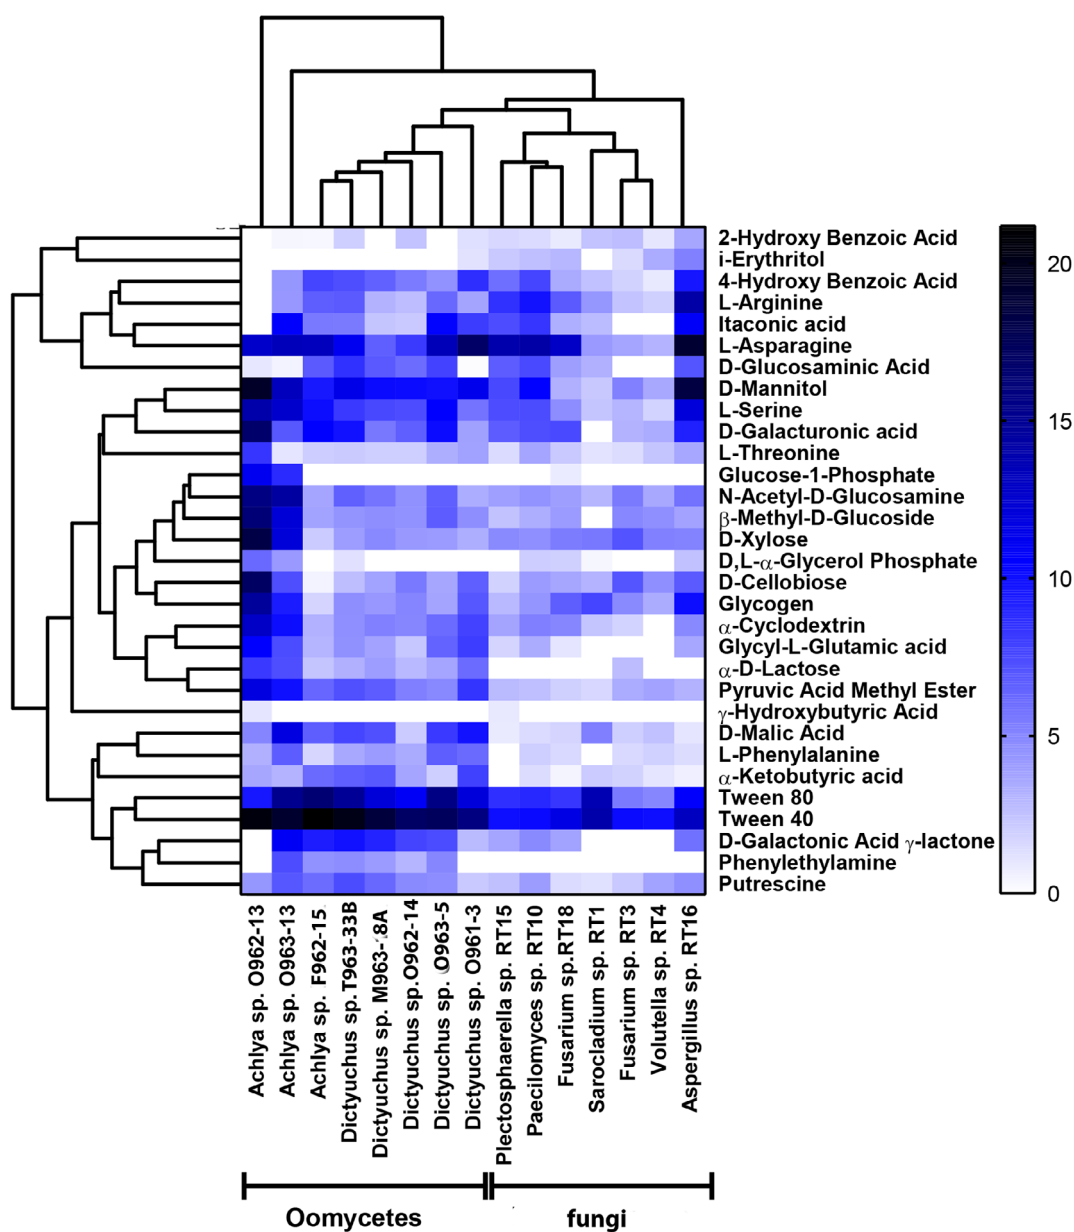 2-Hydroxy Benzoic Acid
i-Erythritol
4-Hydroxy Benzoic Acid
L-Arginine
Itaconic acid
L-Asparagine
D-Glucosaminic Acid
D-Mannitol
L-Serine
D-Galacturonic acid
L-Threonine
Glucose-1-Phosphate
N-Acetyl-D-Glucosamine
β-Methyl-D-Glucoside
D-Xylose
D,L-α-Glycerol Phosphate
D-Cellobiose
Glycogen
α-Cyclodextrin
Glycyl-L-Glutamic acid
α-D-Lactose
Pyruvic Acid Methyl Ester
γ-Hydroxybutyric Acid
D-Malic Acid
L-Phenylalanine
α-Ketobutyric acid
Tween 80
Tween 40
D-Galactonic Acid γ-lactone
Phenylethylamine
Putrescine
20
15
10
5
0
Achlya sp. O962-13
Achlya sp. O963-13
Achlya sp. F962-15
Dictyuchus sp.T963-33B
Dictyuchus sp. M963-18A
Dictyuchus sp.O962-14
Dictyuchus sp. O963-5
Dictyuchus sp. O961-3
Plectosphaerella sp. RT15
Paecilomyces sp. RT10
Fusarium sp.RT18
Sarocladium sp. RT1
Fusarium sp. RT3
Volutella sp. RT4
Aspergillus sp. RT16
Oomycetes
fungi